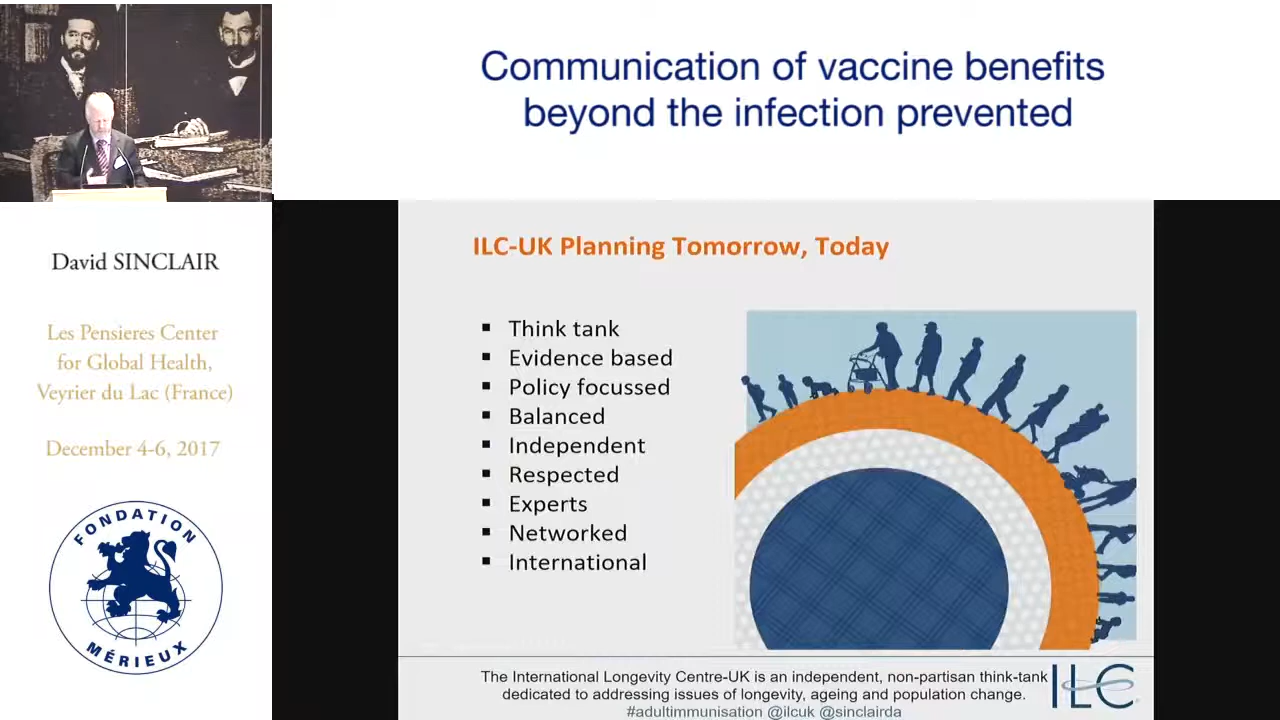 Communication of vaccine benefits
beyond the infection prevented
David SINCLAIR
Les Pensieres Center
for Global Health,
Veyrier du Lac (France)
December 4-6, 2017
FONDATION
MÉRIEUX
ILC-UK Planning Tomorrow, Today
Think tank
Evidence based
Policy focussed
Balanced
Independent
Respected
Experts
Networked
International
The International Longevity Centre-UK is an independent, non-partisan think-tank
dedicated to addressing issues of longevity, ageing and population change.
#adultimmunisation @ilcuk @sinclairda
ILC